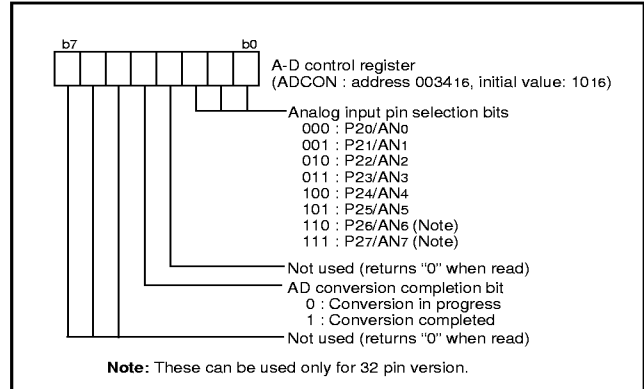 b7 b0
A-D control register
(ADCON : address 003416, initial value: 1016)
Analog input pin selection bits
000 : P20/AN0
001 : P21/AN1
010 : P22/AN2
011 : P23/AN3
100 : P24/AN4
101 : P25/AN5
110 : P26/AN6 (Note)
111 : P27/AN7 (Note)
Not used (returns “0” when read)
AD conversion completion bit
0 : Conversion in progress
1 : Conversion completed
Not used (returns “0” when read)
Note: These can be used only for 32 pin version.